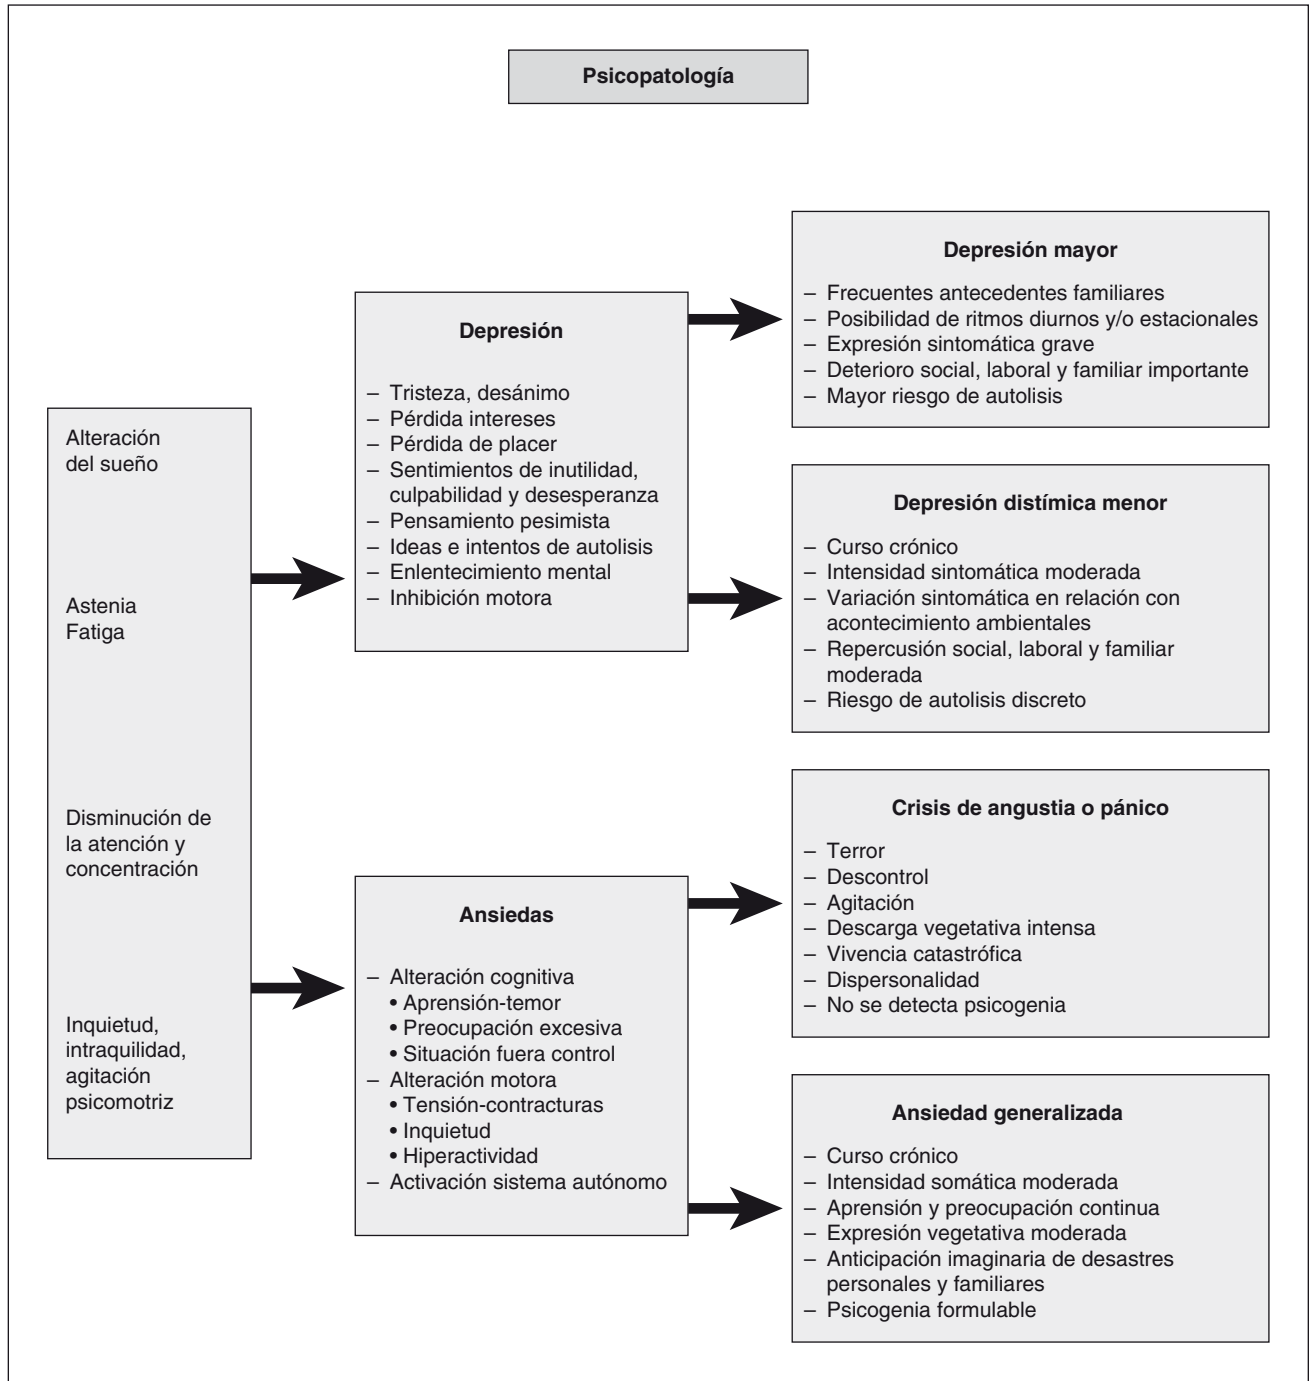 Psicopatología
Alteración
del sueño
Astenia
Fatiga
Disminución de
la atención y
concentración
Inquietud,
intraquilidad,
agitación
psicomotriz
Depresión
– Tristeza, desánimo
– Pérdida intereses
– Pérdida de placer
– Sentimientos de inutilidad,
culpabilidad y desesperanza
– Pensamiento pesimista
– Ideas e intentos de autolisis
– Enlentecimiento mental
– Inhibición motora
Ansiedas
– Alteración cognitiva
• Aprensión-temor
• Preocupación excesiva
• Situación fuera control
– Alteración motora
• Tensión-contracturas
• Inquietud
• Hiperactividad
– Activación sistema autónomo
Depresión mayor
– Frecuentes antecedentes familiares
– Posibilidad de ritmos diurnos y/o estacionales
– Expresión sintomática grave
– Deterioro social, laboral y familiar importante
– Mayor riesgo de autolisis
Depresión distímica menor
– Curso crónico
– Intensidad sintomática moderada
– Variación sintomática en relación con
acontecimiento ambientales
– Repercusión social, laboral y familiar
moderada
– Riesgo de autolisis discreto
Crisis de angustia o pánico
– Terror
– Descontrol
– Agitación
– Descarga vegetativa intensa
– Vivencia catastrófica
– Dispersonalidad
– No se detecta psicogenia
Ansiedad generalizada
– Curso crónico
– Intensidad somática moderada
– Aprensión y preocupación continua
– Expresión vegetativa moderada
– Anticipación imaginaria de desastres
personales y familiares
– Psicogenia formulable